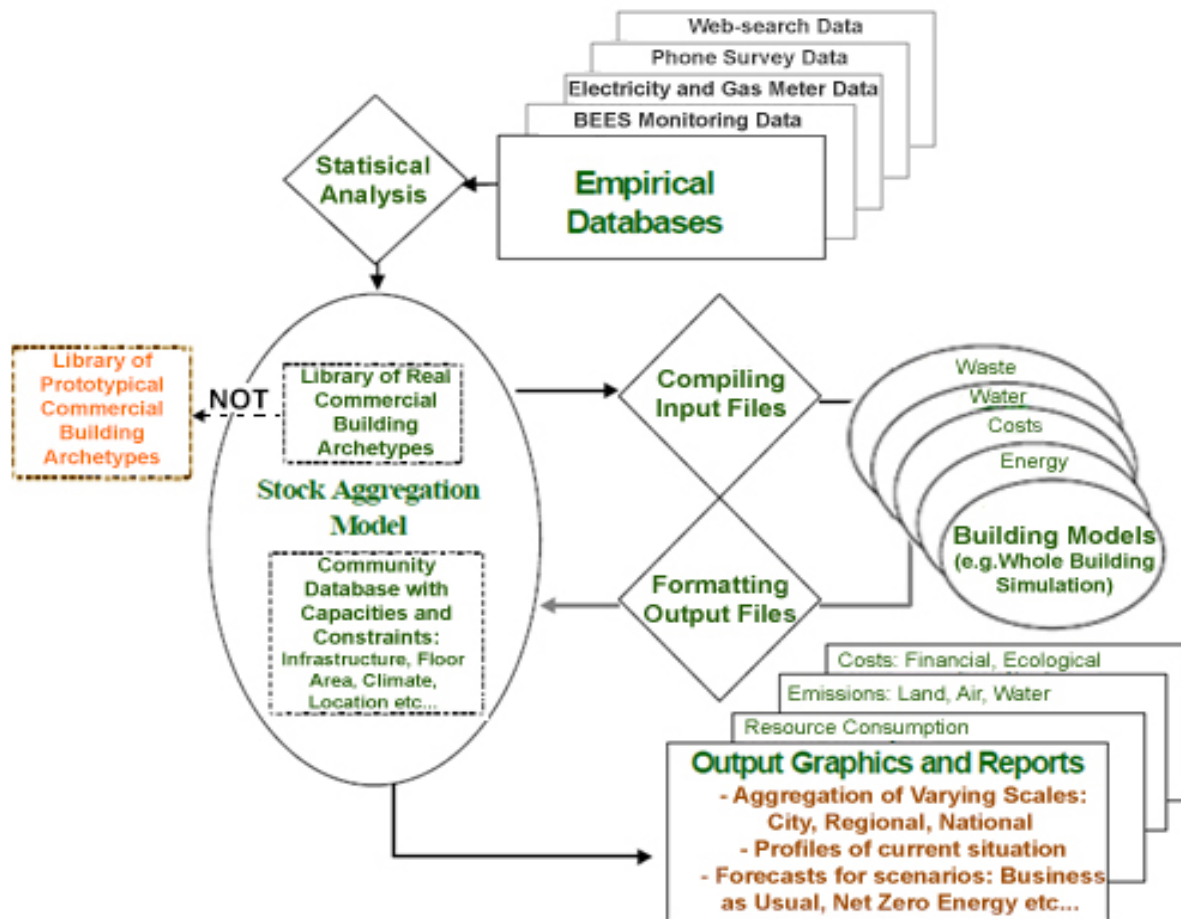 Web-search Data
Phone Survey Data
Electricity and Gas Meter Data
BEES Monitoring Data
Empirical
Databases
Statisical
Analysis
Library of
Prototypical
Commercial
Building
Archetypes
NOT
Library of Real
Commercial
Building
Archetypes
Stock Aggregation
Model
Community
Database with
Capacities and
Constraints:
Infrastructure, Floor
Area, Climate,
Location etc...
Compiling
Input Files
Formatting
Output Files
Waste
Water
Costs
Energy
Building Models
(e.g.Whole Building
Simulation)
Costs: Financial, Ecological
Emissions: Land, Air, Water
Resource Consumption
Output Graphics and Reports
- Aggregation of Varying Scales:
City, Regional, National
- Profiles of current situation
- Forecasts for scenarios: Business
as Usual, Net Zero Energy etc...